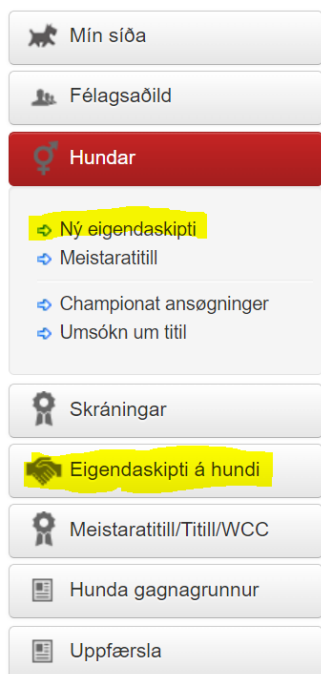 Mín síða
Félagsaðild
Hundar
Ný eigendaskipti
Meistaratitill
Championat ansøgninger
Umsókn um titil
Skráningar
Eigendaskipti á hundi
Meistaratitill/Titill/WCC
Hunda gagnagrunnur
Uppfærsla